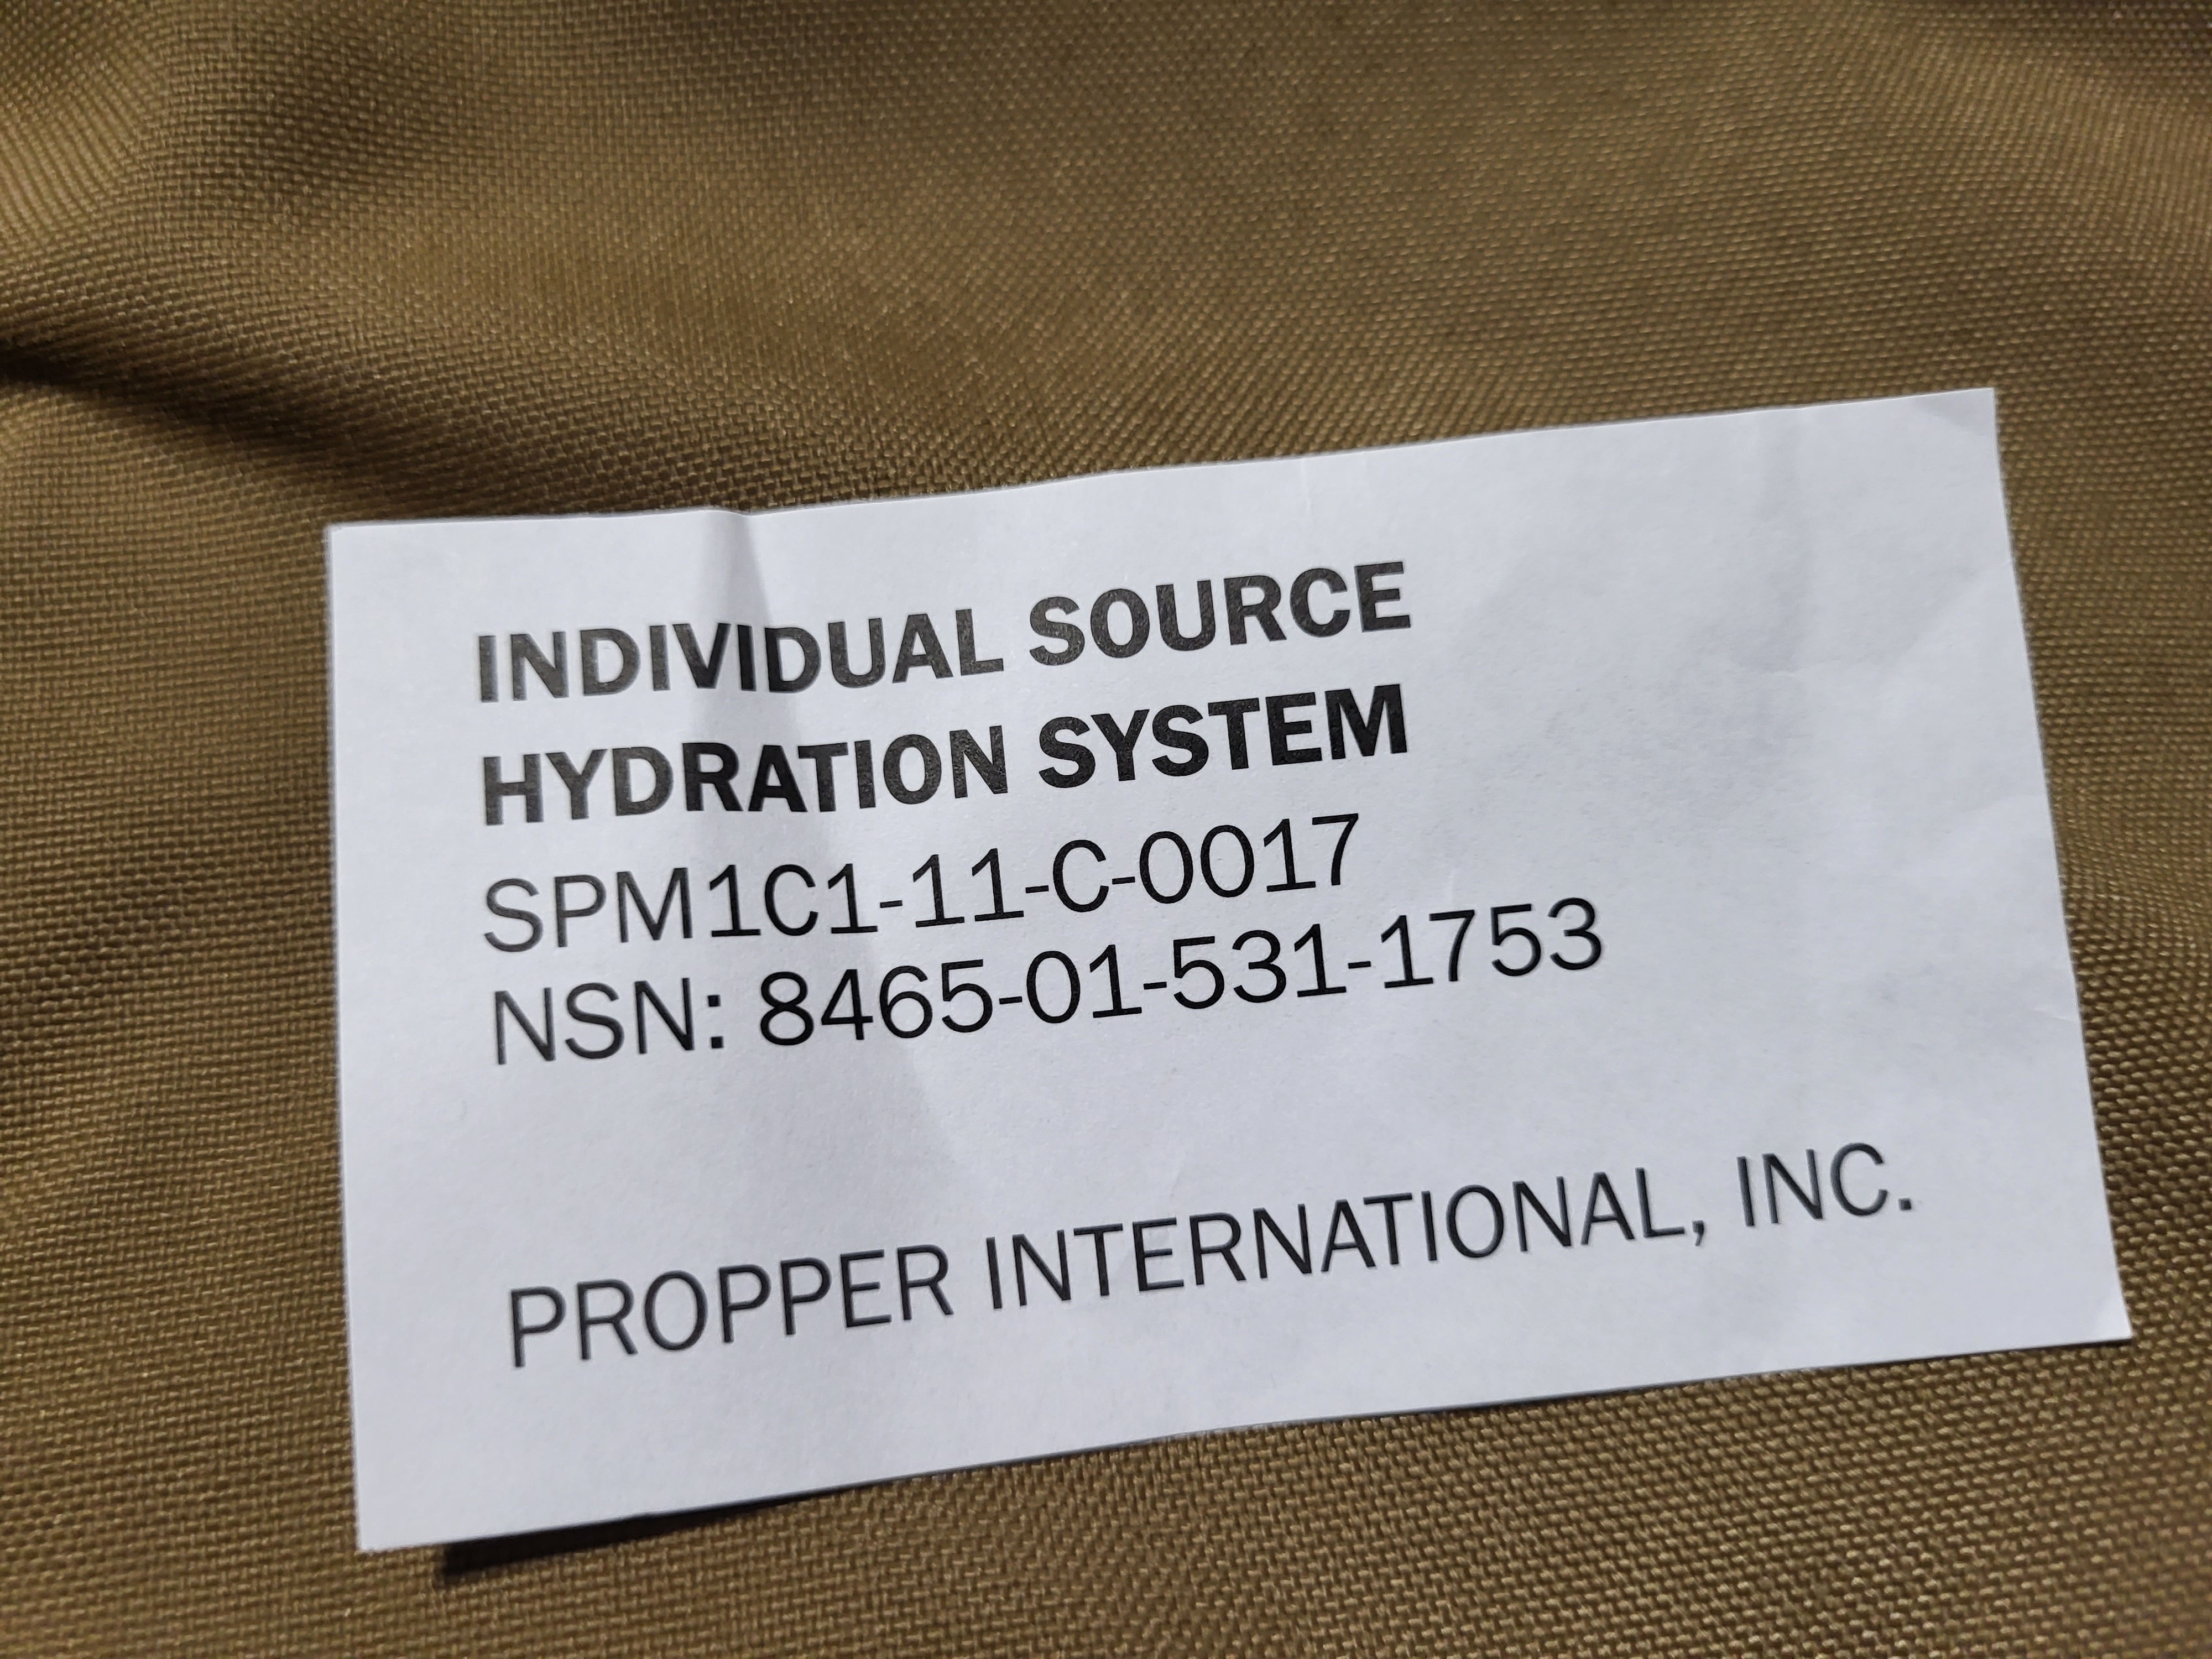 INDIVIDUAL SOURCE
HYDRATION SYSTEM
SPM1C1-11-C-0017
NSN: 8465-01-531-1753
PROPPER INTERNATIONAL, INC.